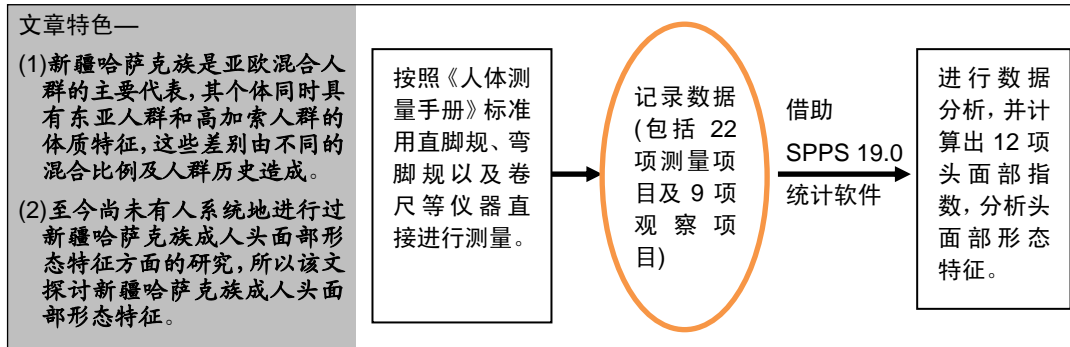 文章特色—
(1)新疆哈萨克族是亚欧混合人
群的主要代表,其个体同时具
有东亚人群和高加索人群的
体质特征,这些差别由不同的
混合比例及人群历史造成。
(2)至今尚未有人系统地进行过
新疆哈萨克族成人头面部形
态特征方面的研究,所以该文
探讨新疆哈萨克族成人头面
部形态特征。
按照《人体测
量手册》标准
用直脚规、弯
脚规以及卷
尺等仪器直
接进行测量。
记录数据
(包括 22
项测量项
目及 9 项
观察项
目)
借助
SPPS 19.0
统计软件
进行数据
分析,并计
算出 12 项
头面部指
数,分析头
面部形态
特征。